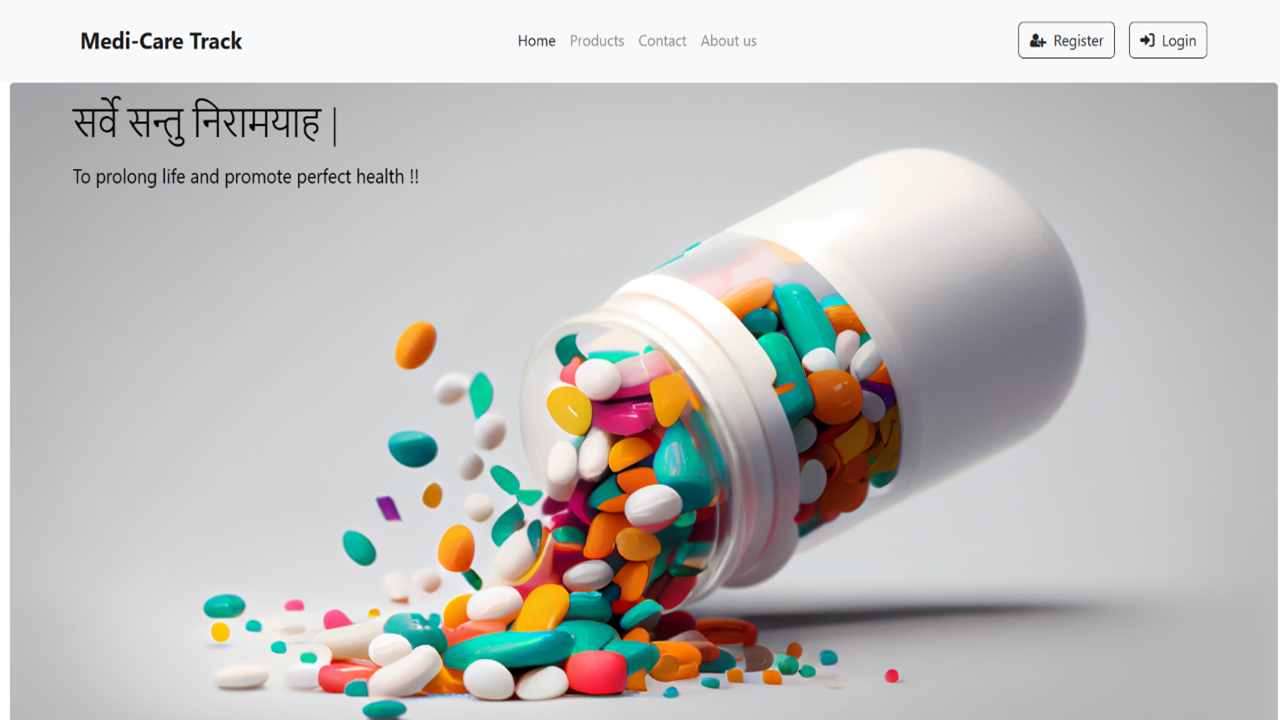 Medi-Care Track
Home Products Contact About us
Register Login
सर्वे सन्तु निरामयाह |
To prolong life and promote perfect health !!